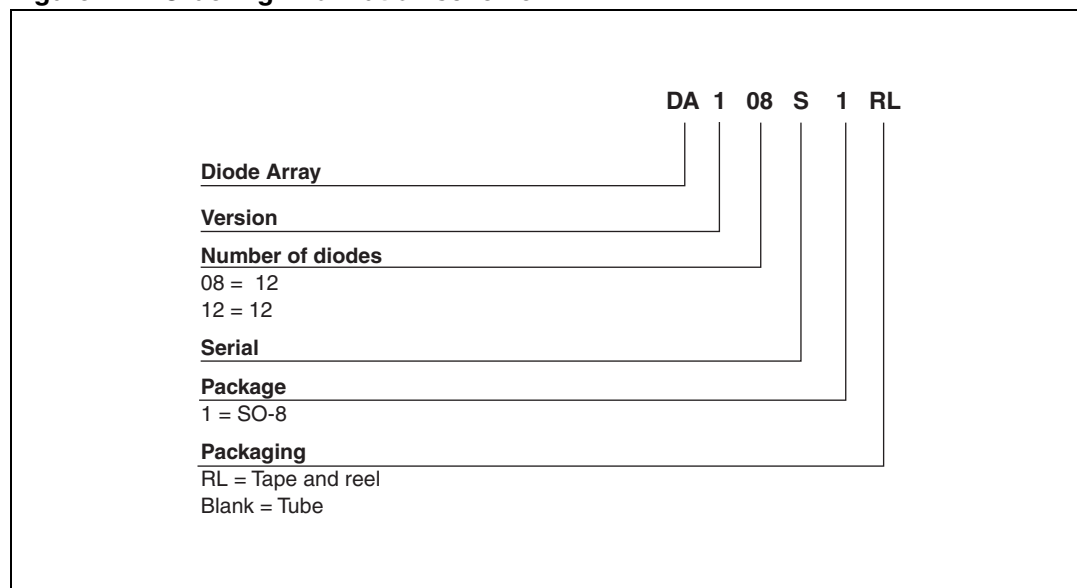 DA 1 08 S 1 RL
Diode Array
Version
Number of diodes
08 = 12
12 = 12
Serial
Package
1 = SO-8
Packaging
RL = Tape and reel
Blank = Tube